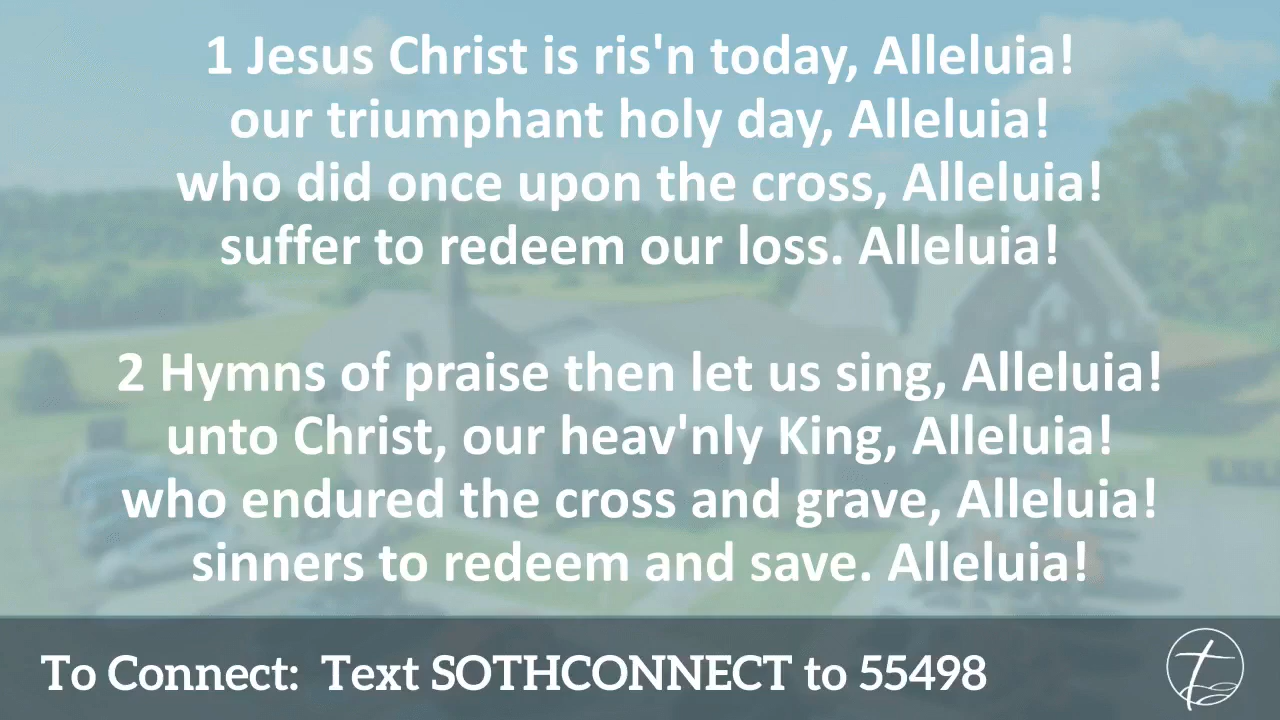 1 Jesus Christ is ris'n today, Alleluia!
our triumphant holy day, Alleluia!
who did once upon the cross, Alleluia!
suffer to redeem our loss. Alleluia!
2 Hymns of praise then let us sing, Alleluia!
unto Christ, our heav'nly King, Alleluia!
who endured the cross and grave, Alleluia!
sinners to redeem and save. Alleluia!
To Connect:  Text SOTHCONNECT to 55498